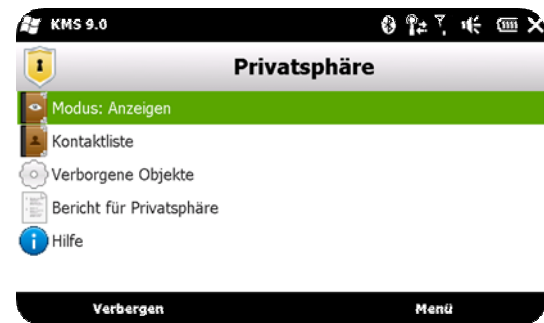 KMS 9.0
Privatsphäre
Modus: Anzeigen
Kontaktliste
Verborgene Objekte
Bericht für Privatsphäre
Hilfe
Verbergen Menü